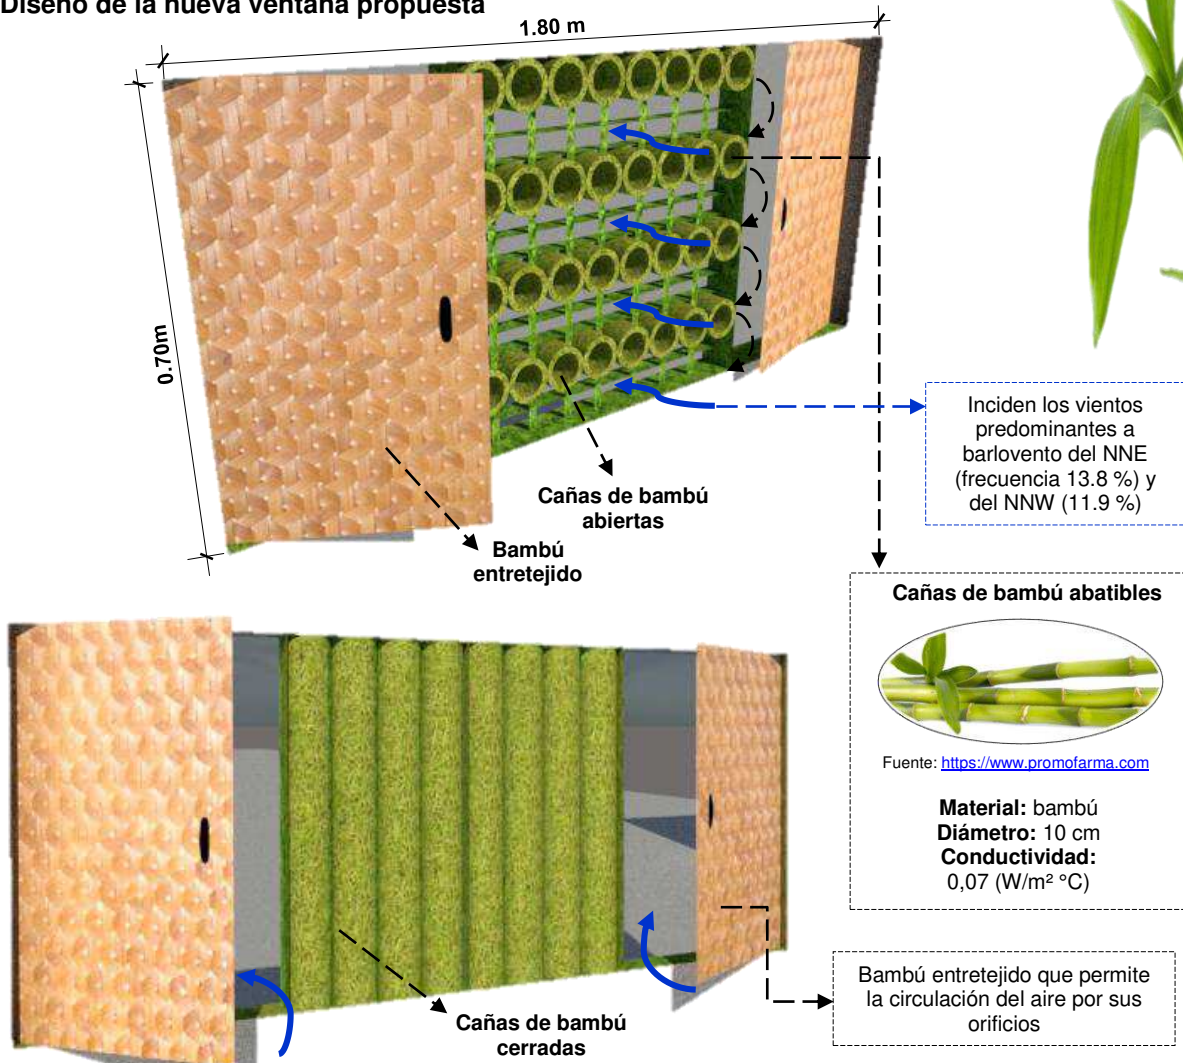 Diseño de la nueva ventana propuesta
1.80 m
0.70m
Inciden los vientos
predominantes a
barlovento del NNE
(frecuencia 13.8 %) y
del NNW (11.9 %)
Cañas de bambú
abiertas
Bambú
entretejido
Cañas de bambú abatibles
Fuente: https://www.promofarma.com
Material: bambú
Diámetro: 10 cm
Conductividad:
0,07 (W/m² °C)
Bambú entretejido que permite
la circulación del aire por sus
orificios
Cañas de bambú
cerradas